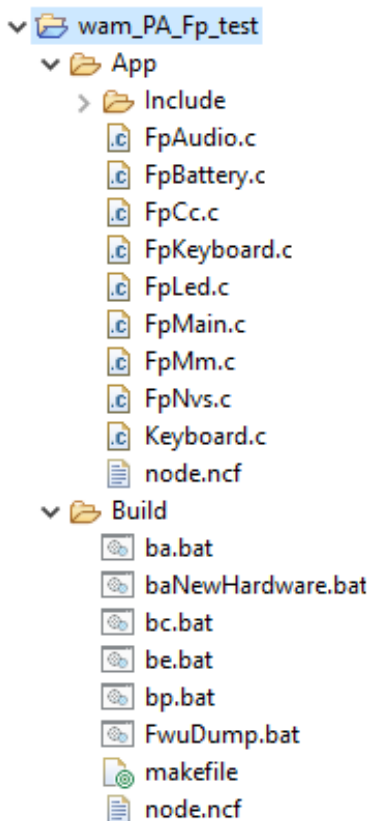 wam_PA_Fp_test
App
Include
FpAudio.c
FpBattery.c
FpCc.c
FpKeyboard.c
FpLed.c
FpMain.c
FpMm.c
FpNvs.c
Keyboard.c
node.ncf
Build
ba.bat
baNewHardware.bat
bc.bat
be.bat
bp.bat
FwuDump.bat
makefile
node.ncf